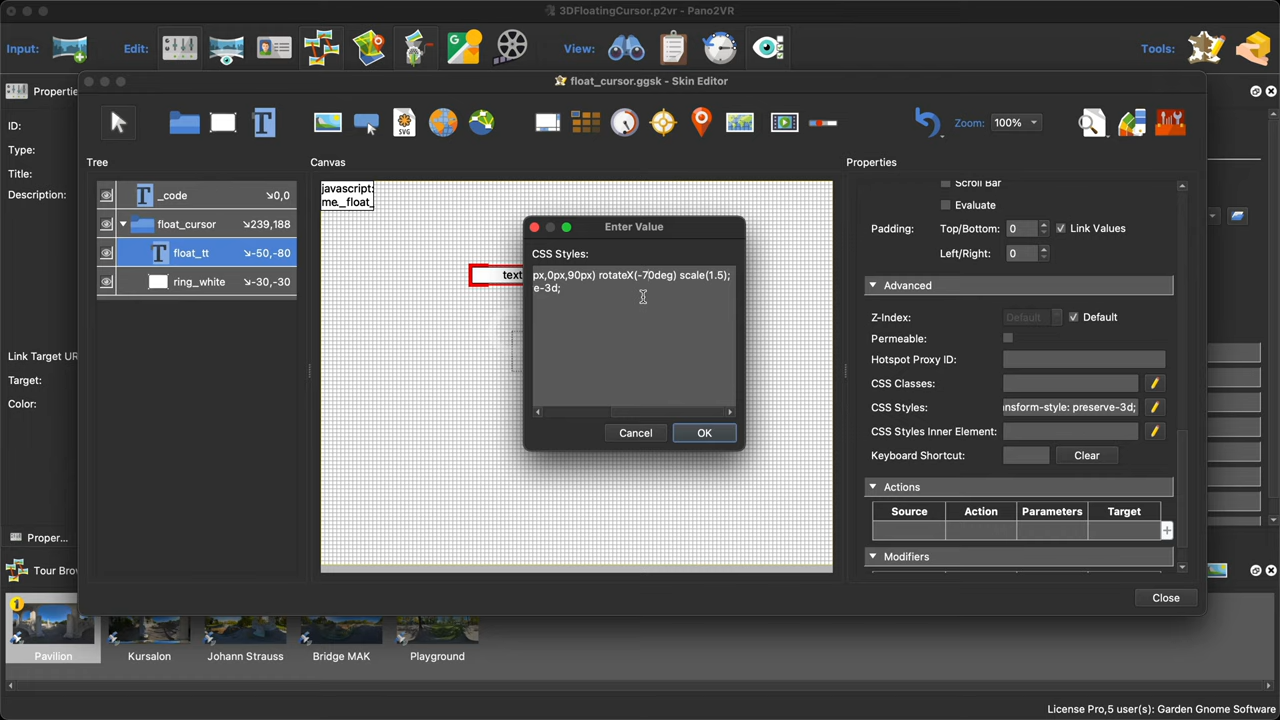 3DFloatingCursor.p2vr - Pano2VR
Input:
Edit:
View:
Tools:
float_cursor.ggsk - Skin Editor
Zoom: 100%
Properties
ID:
Type:
Title:
Description:
Link Target UR
Target:
Color:
Proper...
Tree
_code ↘0,0
float_cursor ↘239,188
float_tt ↘-50,-80
ring_white ↘-30,-30
Canvas
javascript:
me._float_
text
Enter Value
CSS Styles:
px,0px,90px) rotateX(-70deg) scale(1.5);
e-3d;
Cancel
OK
Properties
Scroll Bar
Evaluate
Padding: Top/Bottom: 0 Link Values
Left/Right: 0
Advanced
Z-Index: Default Default
Permeable:
Hotspot Proxy ID:
CSS Classes:
CSS Styles: nsform-style: preserve-3d;
CSS Styles Inner Element:
Keyboard Shortcut: Clear
Actions
Source Action Parameters Target
Modifiers
Close
Tour Bro
1
Pavilion
Kursalon
Johann Strauss
Bridge MAK
Playground
License Pro,5 user(s): Garden Gnome Software